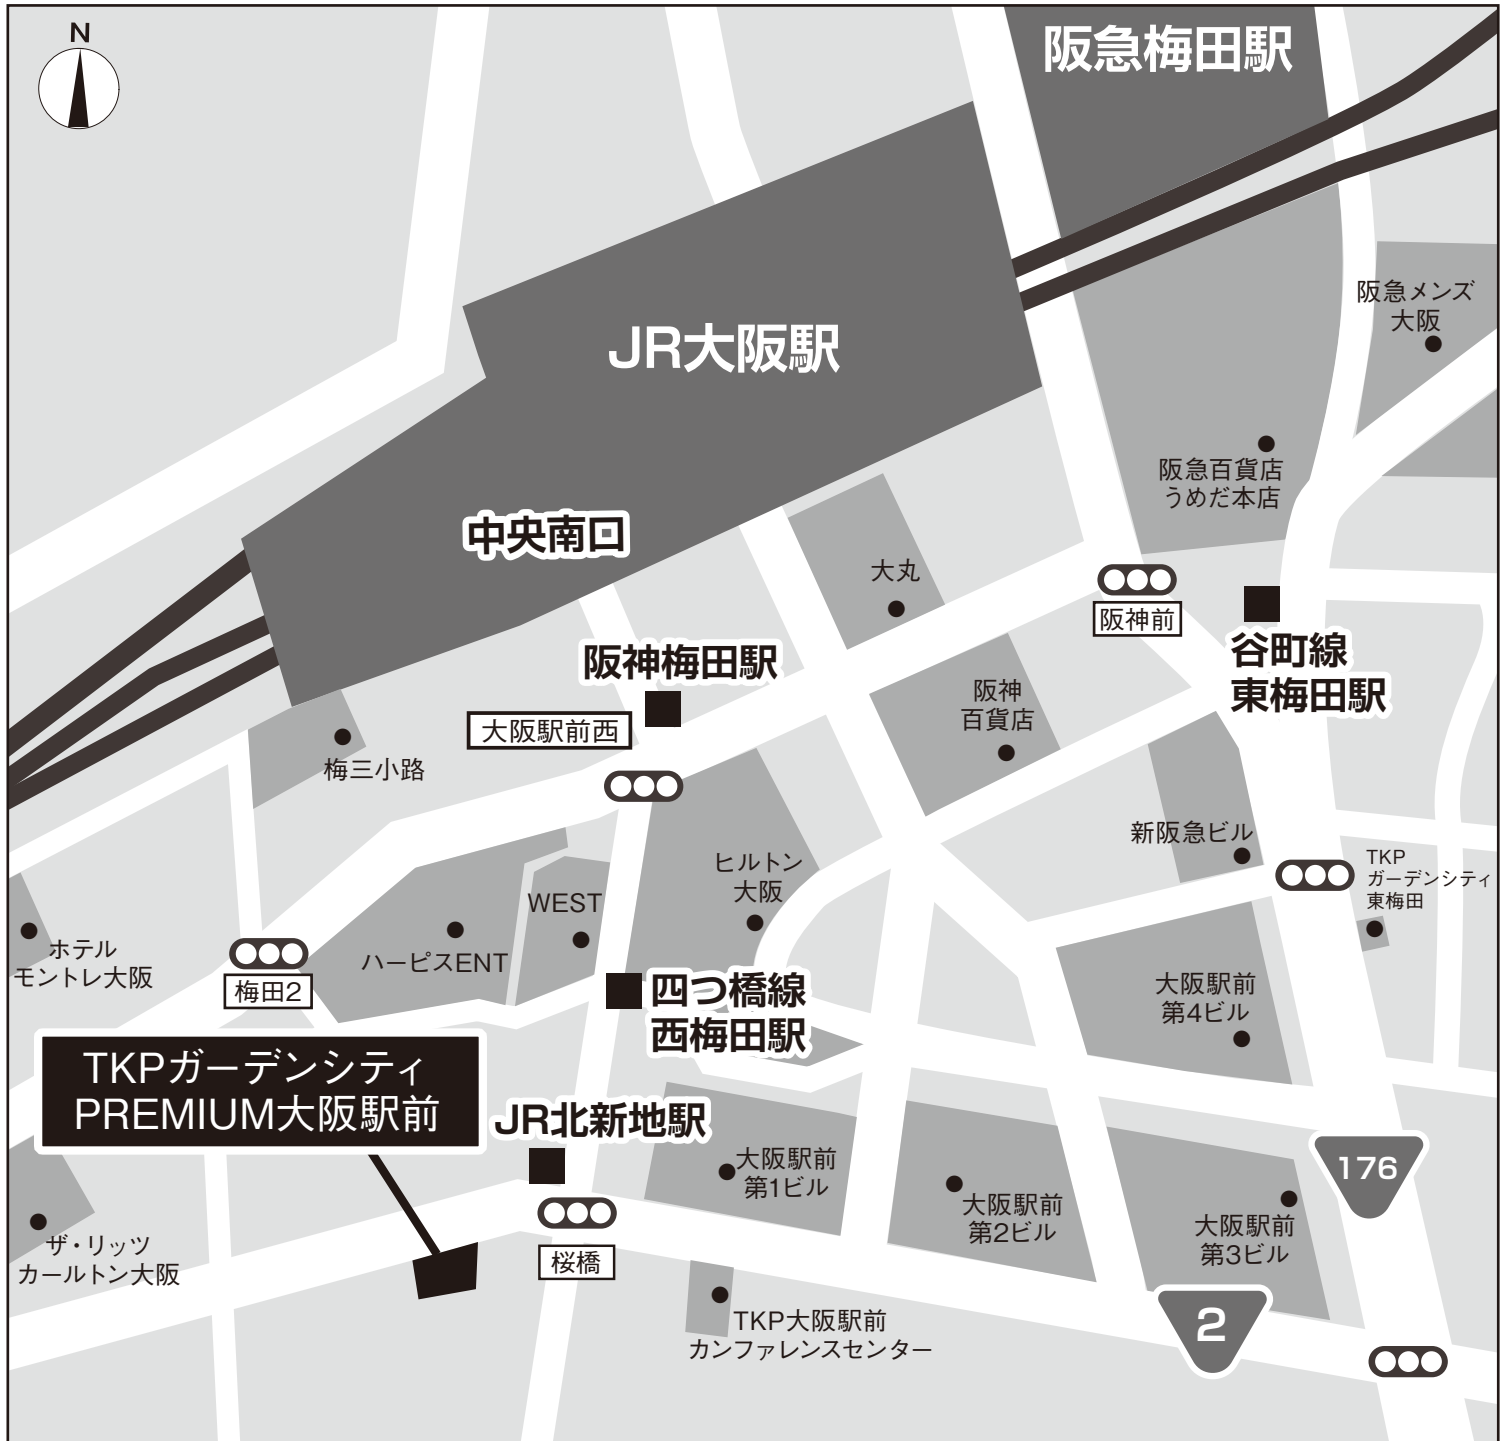 N
阪急梅田駅
阪急メンズ
大阪
JR大阪駅
阪急百貨店
うめだ本店
中央南口
大丸
阪神前
谷町線
東梅田駅
阪神梅田駅
大阪駅前西
阪神
百貨店
梅三小路
新阪急ビル
TKP
ガーデンシティ
東梅田
ヒルトン
大阪
WEST
ハービスENT
ホテル
モントレ大阪
梅田2
四つ橋線
西梅田駅
大阪駅前
第4ビル
TKPガーデンシティ
PREMIUM大阪駅前
JR北新地駅
大阪駅前
第1ビル
大阪駅前
第2ビル
大阪駅前
第3ビル
176
ザ・リッツ
カールトン大阪
桜橋
TKP大阪駅前
カンファレンスセンター
2